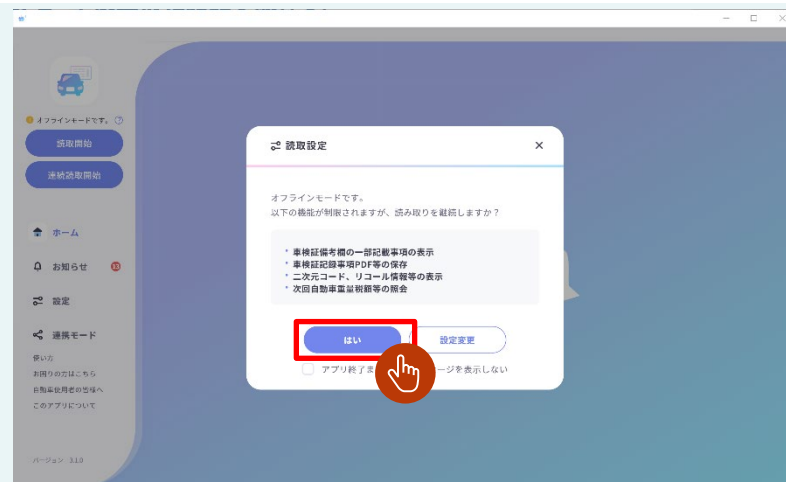 オフラインモードです。
読取開始
連続読取開始
ホーム
お知らせ 13
設定
連携モード
使い方
お困りの方はこちら
自動車使用者の皆様へ
このアプリについて
バージョン 3.1.0
読取設定
オフラインモードです。
以下の機能が制限されますが、読み取りを継続しますか？
* 車検証備考欄の一部記載事項の表示
* 車検証記録事項PDF等の保存
* 二次元コード、リコール情報等の表示
* 次回自動車重量税額等の照会
はい
設定変更
アプリ終了ま ージを表示しない